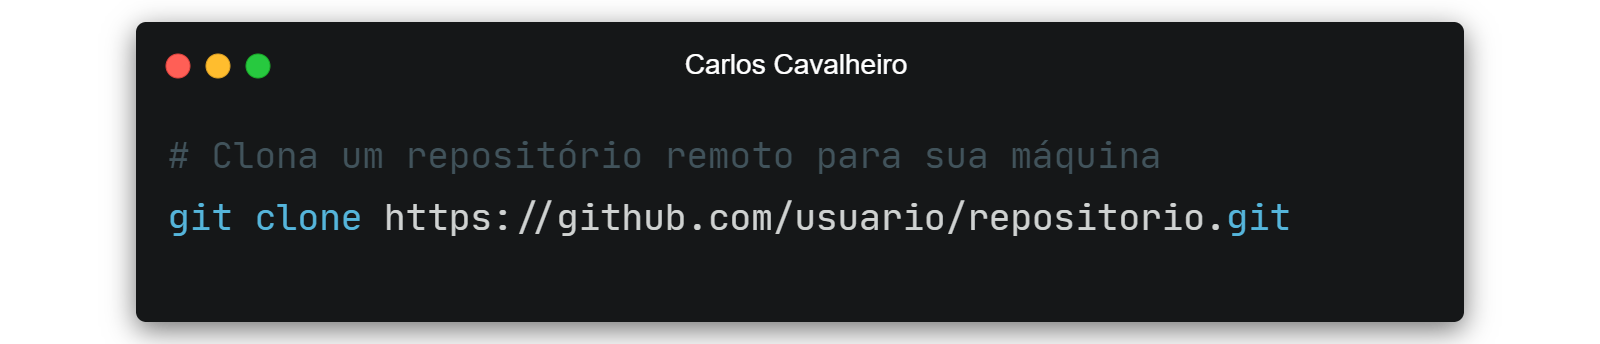 Carlos Cavalheiro
# Clona um repositório remoto para sua máquina
git clone https://github.com/usuario/repositorio.git